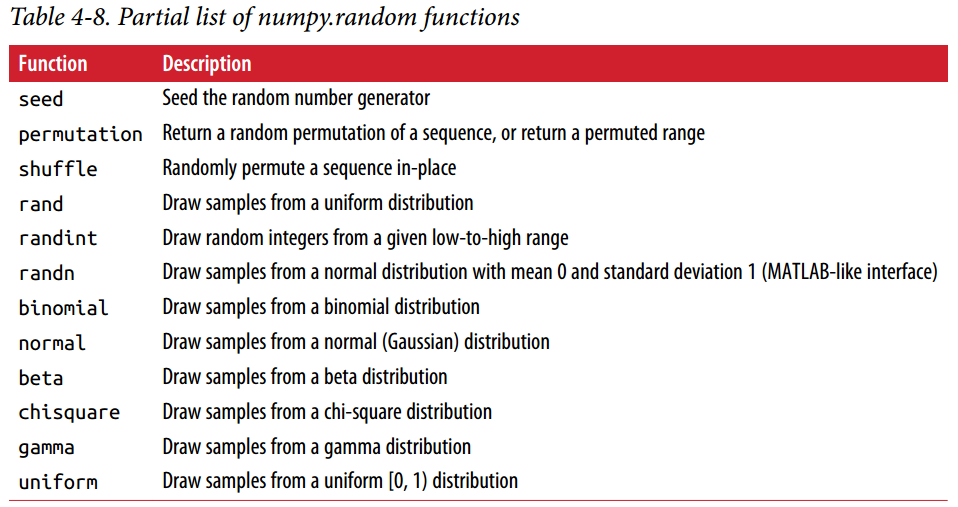 Table 4-8. Partial list of numpy.random functions
Function Description
seed Seed the random number generator
permutation Return a random permutation of a sequence, or return a permuted range
shuffle Randomly permute a sequence in-place
rand Draw samples from a uniform distribution
randint Draw random integers from a given low-to-high range
randn Draw samples from a normal distribution with mean 0 and standard deviation 1 (MATLAB-like interface)
binomial Draw samples from a binomial distribution
normal Draw samples from a normal (Gaussian) distribution
beta Draw samples from a beta distribution
chisquare Draw samples from a chi-square distribution
gamma Draw samples from a gamma distribution
uniform Draw samples from a uniform [0, 1) distribution